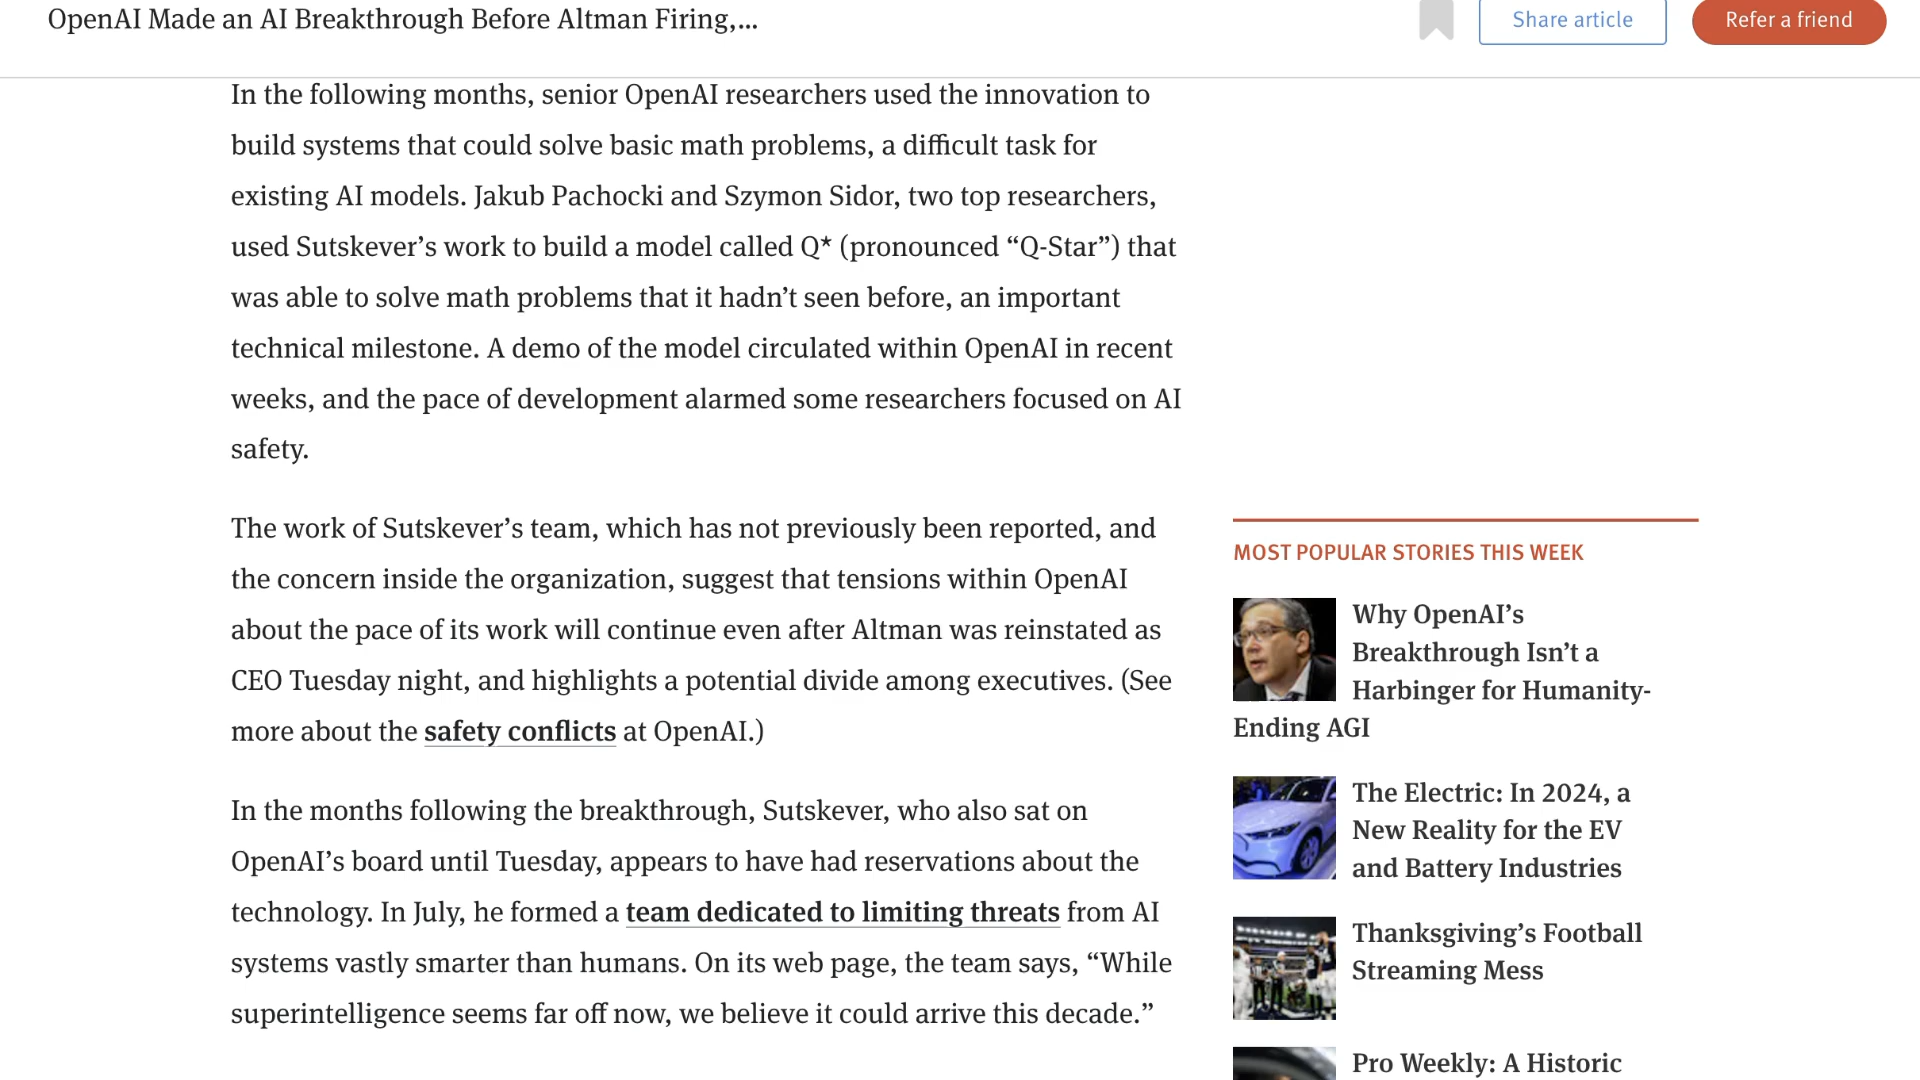 OpenAI Made an AI Breakthrough Before Altman Firing,...
Share article
Refer a friend
In the following months, senior OpenAI researchers used the innovation to
build systems that could solve basic math problems, a difficult task for
existing AI models. Jakub Pachocki and Szymon Sidor, two top researchers,
used Sutskever’s work to build a model called Q* (pronounced “Q-Star”) that
was able to solve math problems that it hadn’t seen before, an important
technical milestone. A demo of the model circulated within OpenAI in recent
weeks, and the pace of development alarmed some researchers focused on AI
safety.
The work of Sutskever’s team, which has not previously been reported, and
the concern inside the organization, suggest that tensions within OpenAI
about the pace of its work will continue even after Altman was reinstated as
CEO Tuesday night, and highlights a potential divide among executives. (See
more about the safety conflicts at OpenAI.)
In the months following the breakthrough, Sutskever, who also sat on
OpenAI’s board until Tuesday, appears to have had reservations about the
technology. In July, he formed a team dedicated to limiting threats from AI
systems vastly smarter than humans. On its web page, the team says, “While
superintelligence seems far off now, we believe it could arrive this decade.”
MOST POPULAR STORIES THIS WEEK
Why OpenAI’s
Breakthrough Isn’t a
Harbinger for Humanity-
Ending AGI
The Electric: In 2024, a
New Reality for the EV
and Battery Industries
Thanksgiving’s Football
Streaming Mess
Pro Weekly: A Historic